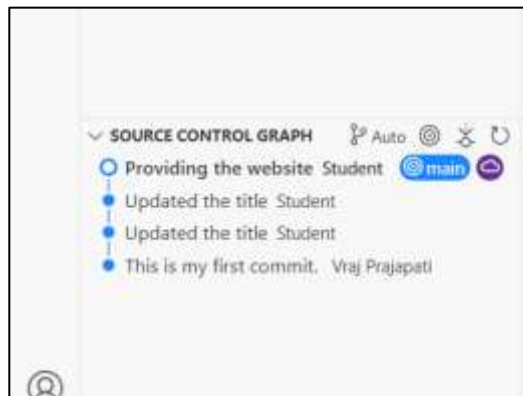 SOURCE CONTROL GRAPH Auto
Providing the website Student main
Updated the title Student
Updated the title Student
This is my first commit. Vraj Prajapati